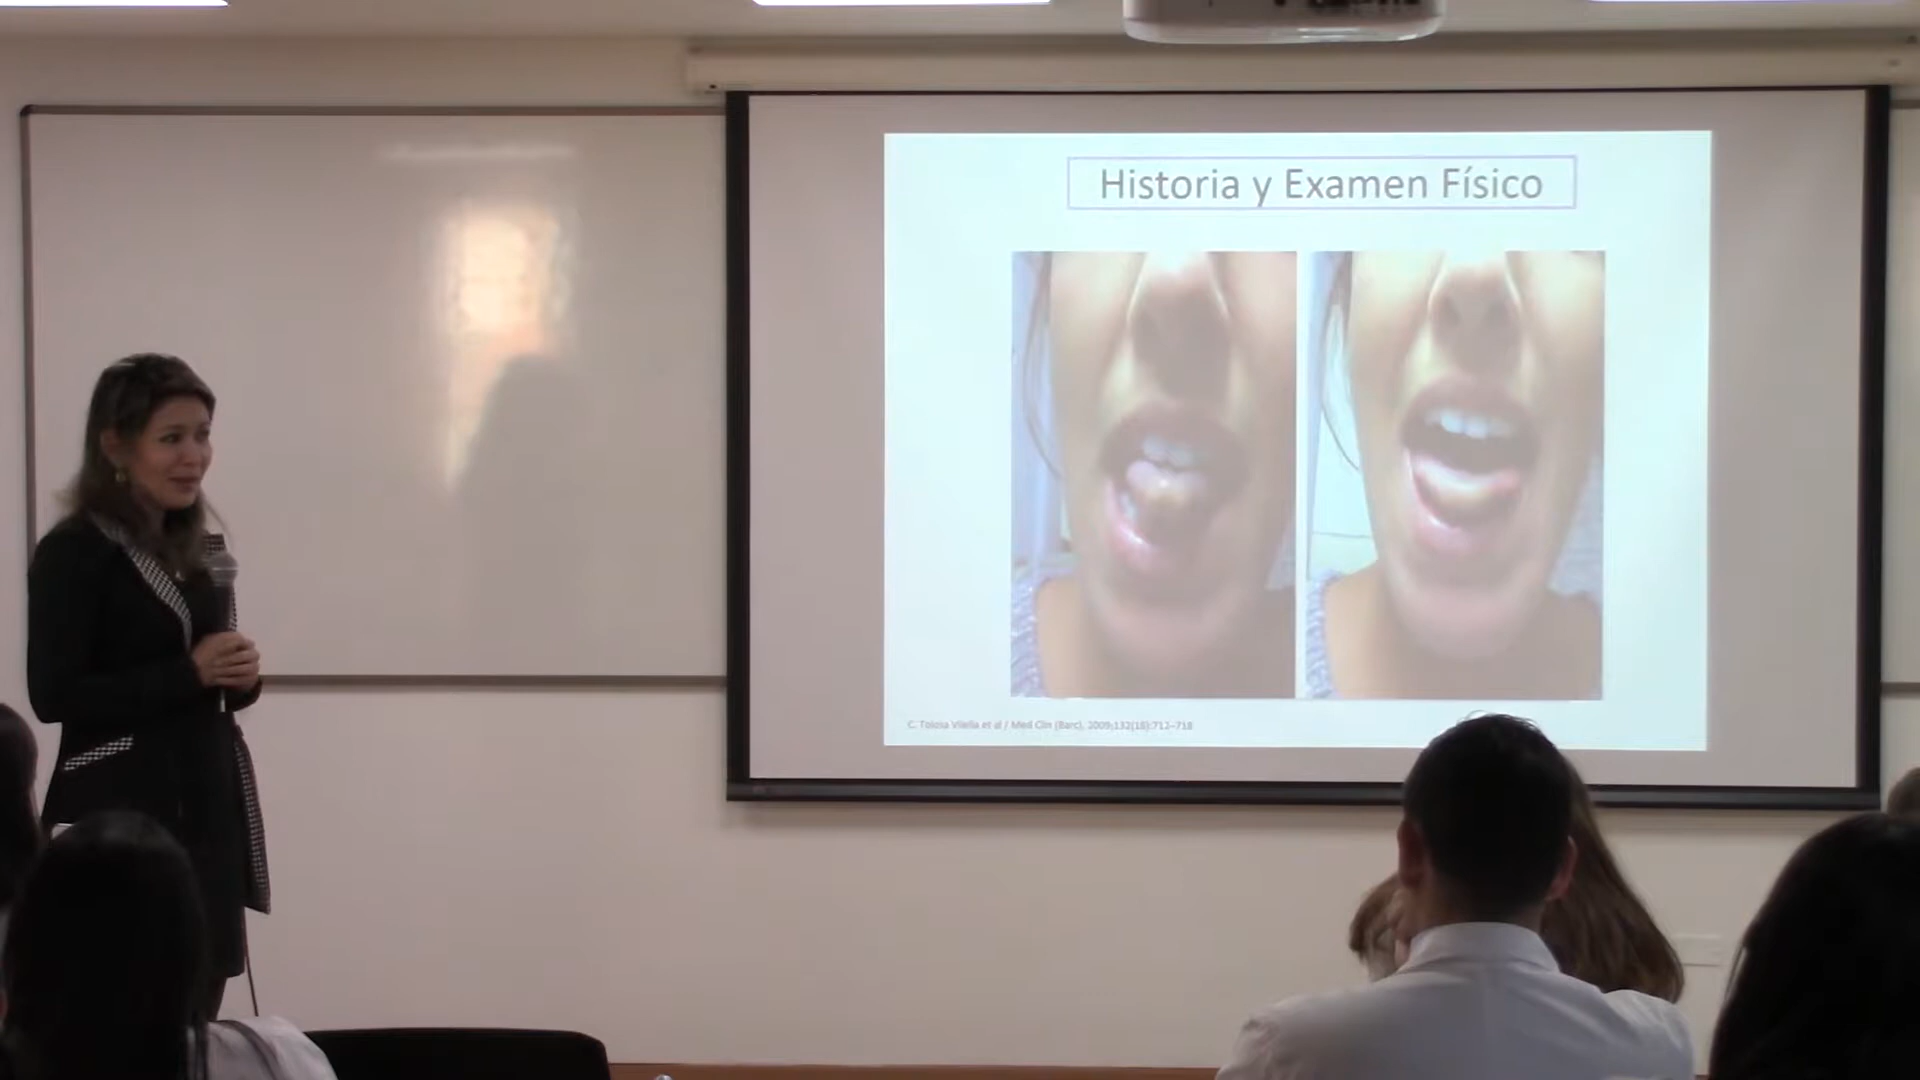 Historia y Examen Físico
C. Tolosa Vilella et al / Med Clin (Barc). 2009;132(18):712–718